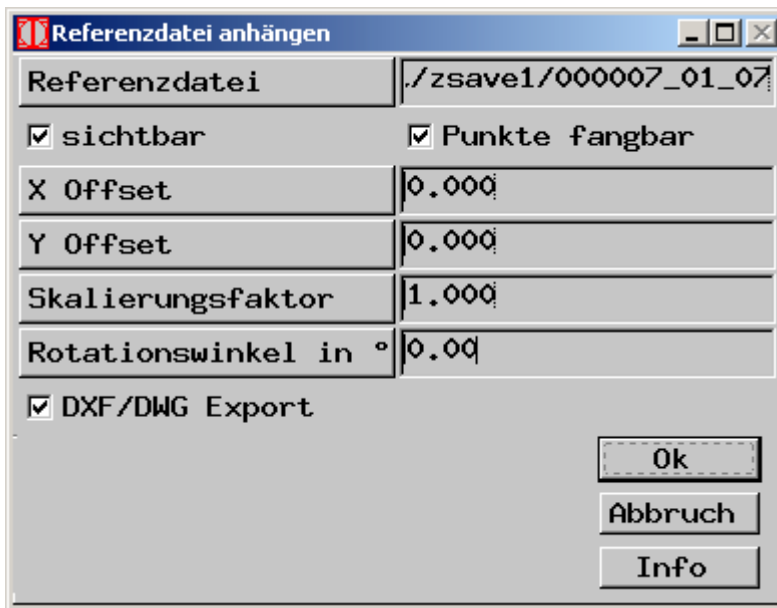 Referenzdatei anhängen
Referenzdatei ./zsave1/000007_01_07
sichtbar Punkte fangbar
X Offset 0.000
Y Offset 0.000
Skalierungsfaktor 1.000
Rotationswinkel in ° 0.00
DXF/DWG Export
Ok
Abbruch
Info